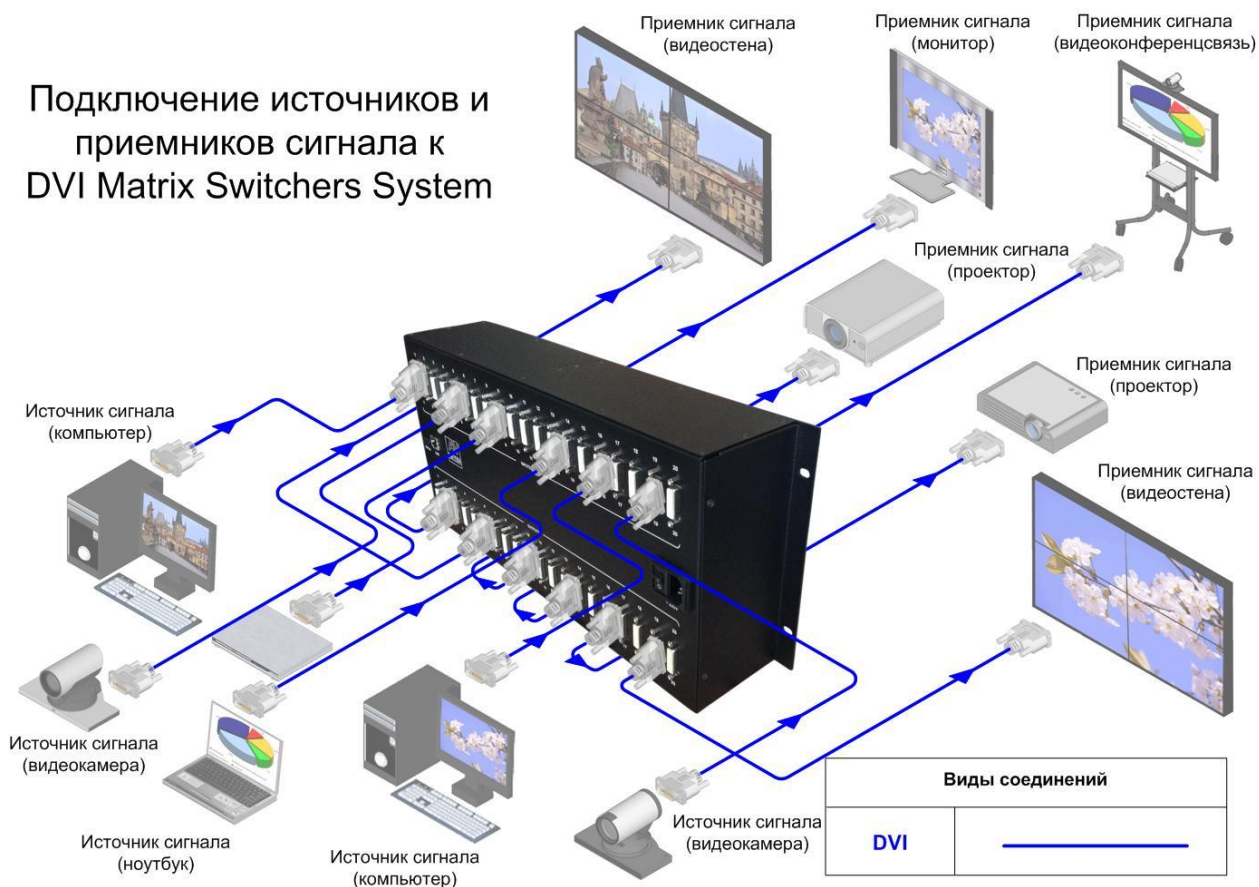 Подключение источников и
приемников сигнала к
DVI Matrix Switchers System
Приемник сигнала
(видеостена)
Приемник сигнала
(монитор)
Приемник сигнала
(видеоконференцсвязь)
Приемник сигнала
(проектор)
Приемник сигнала
(проектор)
Приемник сигнала
(видеостена)
Источник сигнала
(компьютер)
Источник сигнала
(видеокамера)
Источник сигнала
(ноутбук)
Источник сигнала
(компьютер)
Источник сигнала
(видеокамера)
Виды соединений
DVI